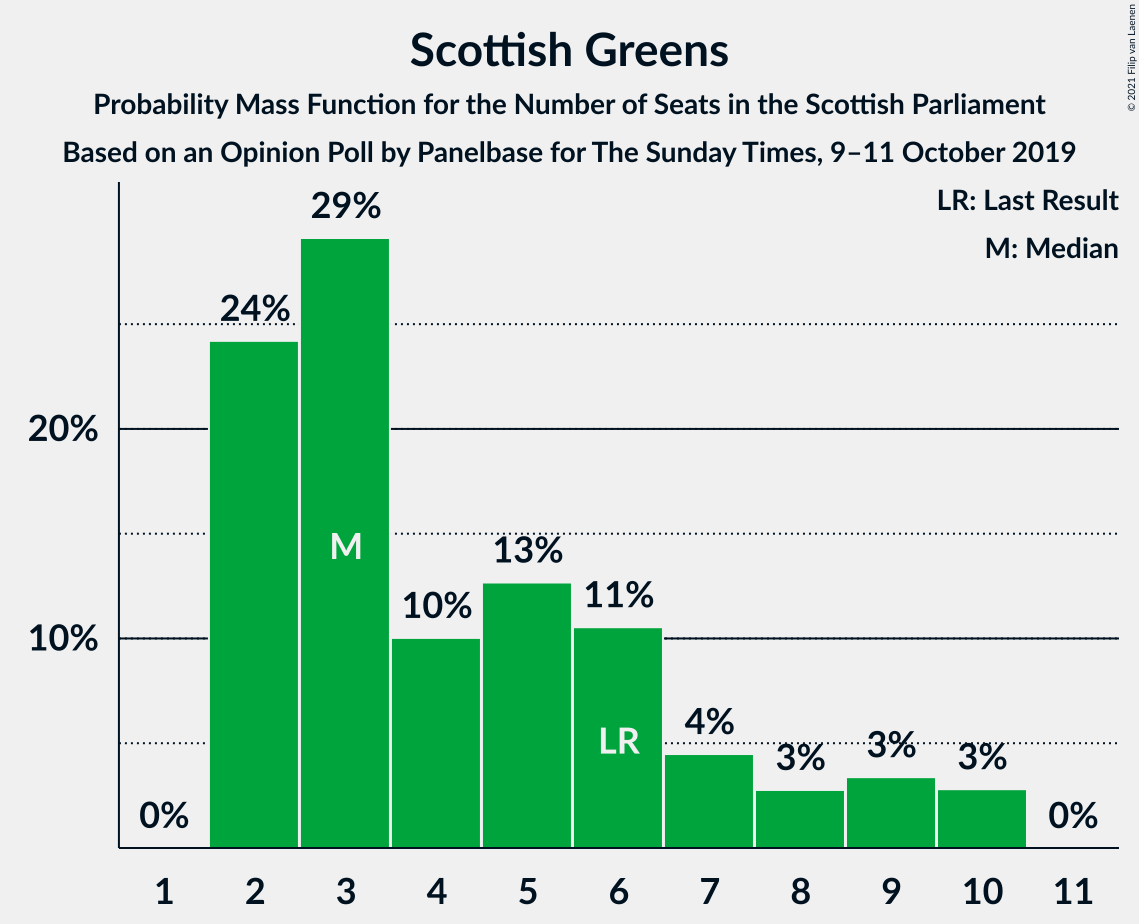 Scottish Greens
Probability Mass Function for the Number of Seats in the Scottish Parliament
Based on an Opinion Poll by Panelbase for The Sunday Times, 9–11 October 2019
© 2021 Filip van Laenen
LR: Last Result
M: Median
29%
24%
20%
M
13%
11%
10%
10%
LR
4%
3%
3%
3%
0%
0%
1 2 3 4 5 6 7 8 9 10 11